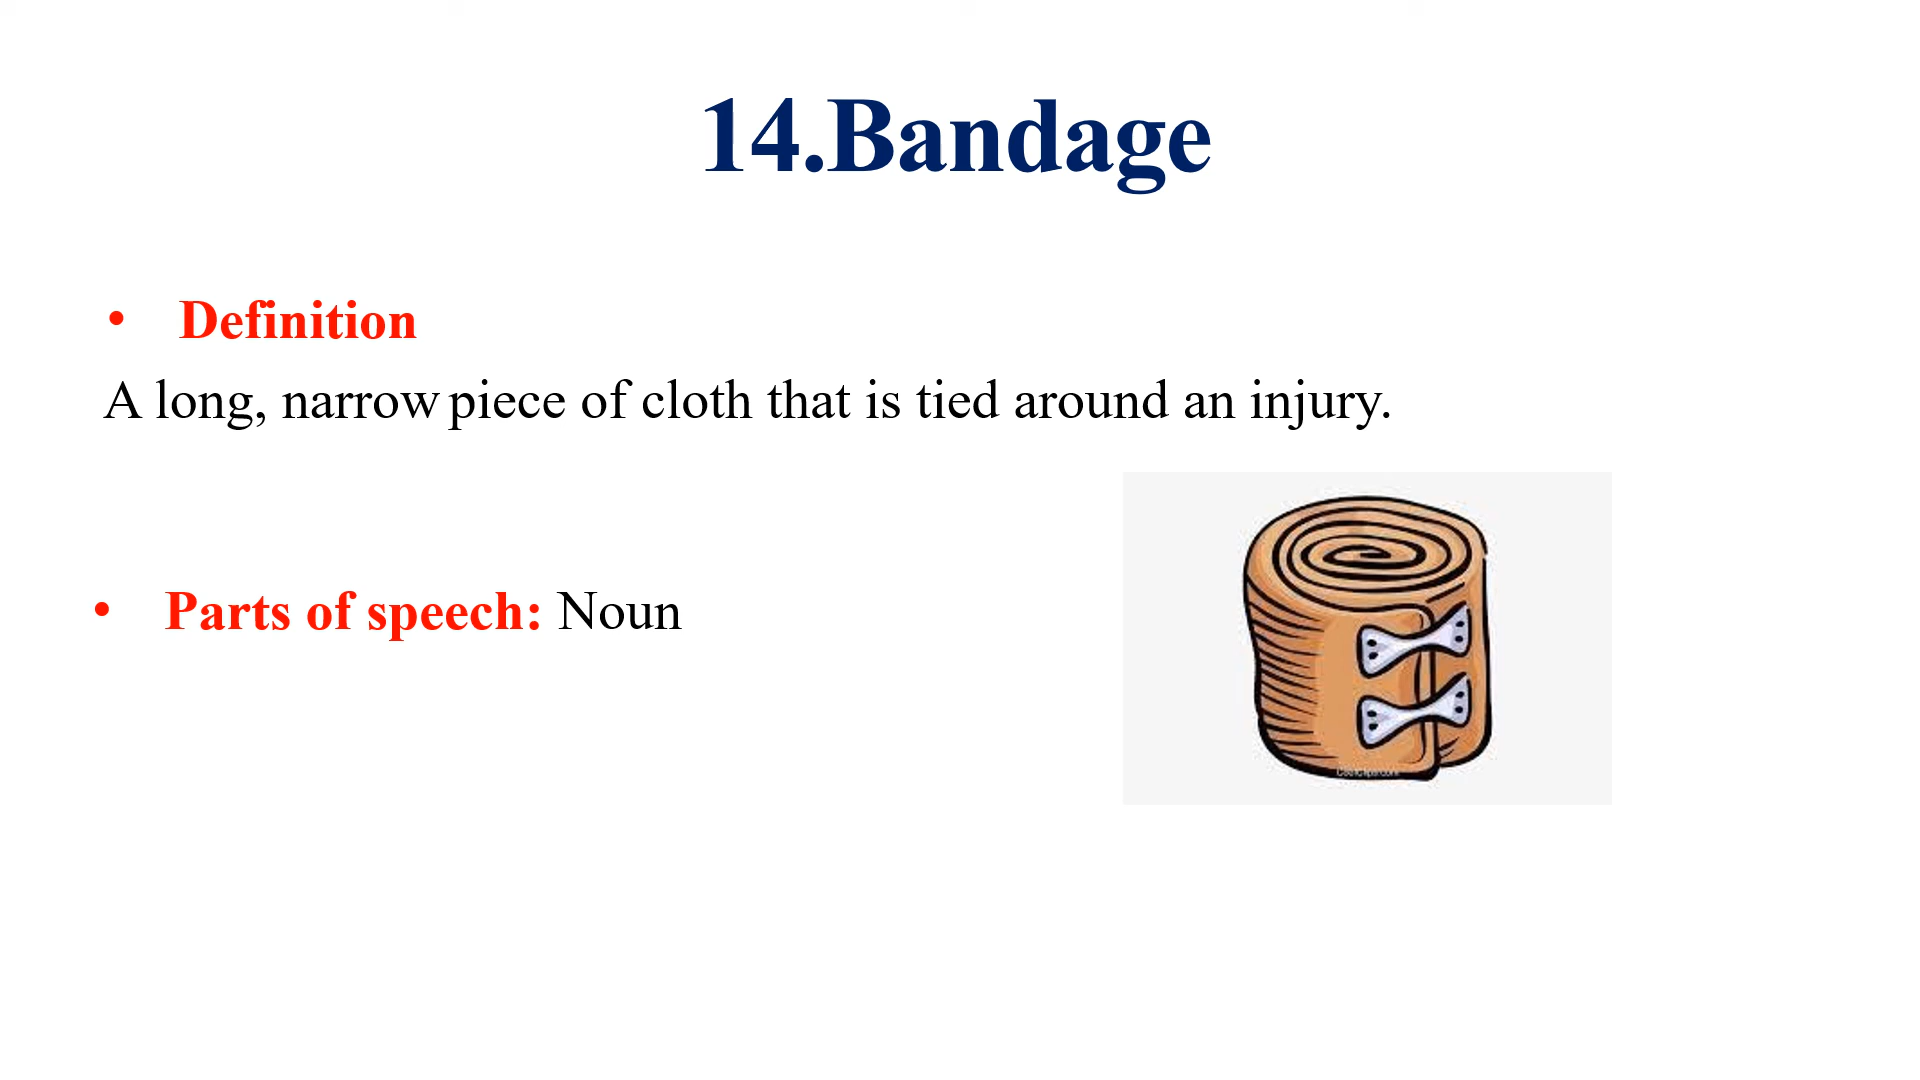 14.Bandage
• Definition
A long, narrow piece of cloth that is tied around an injury.
• Parts of speech: Noun